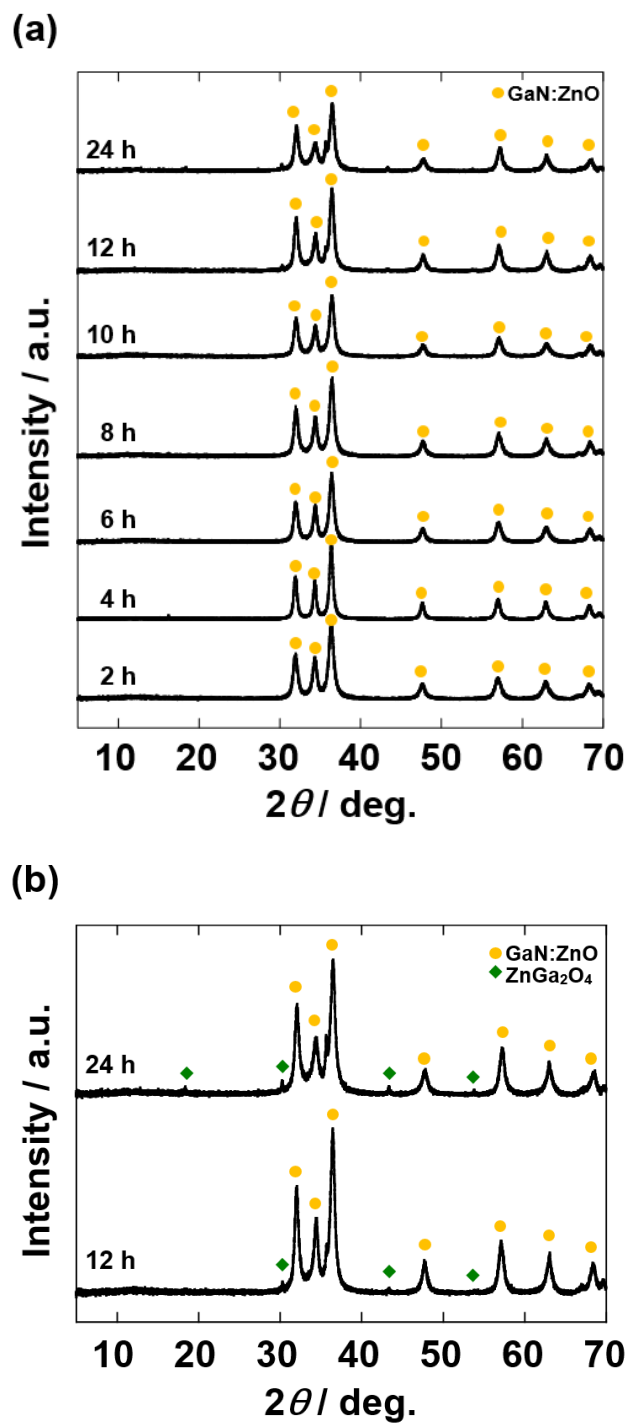 (a)
GaN:ZnO
24 h
12 h
10 h
8 h
6 h
4 h
2 h
Intensity / a.u.
10 20 30 40 50 60 70
2θ / deg.
(b)
GaN:ZnO
ZnGa₂O₄
24 h
12 h
Intensity / a.u.
10 20 30 40 50 60 70
2θ / deg.